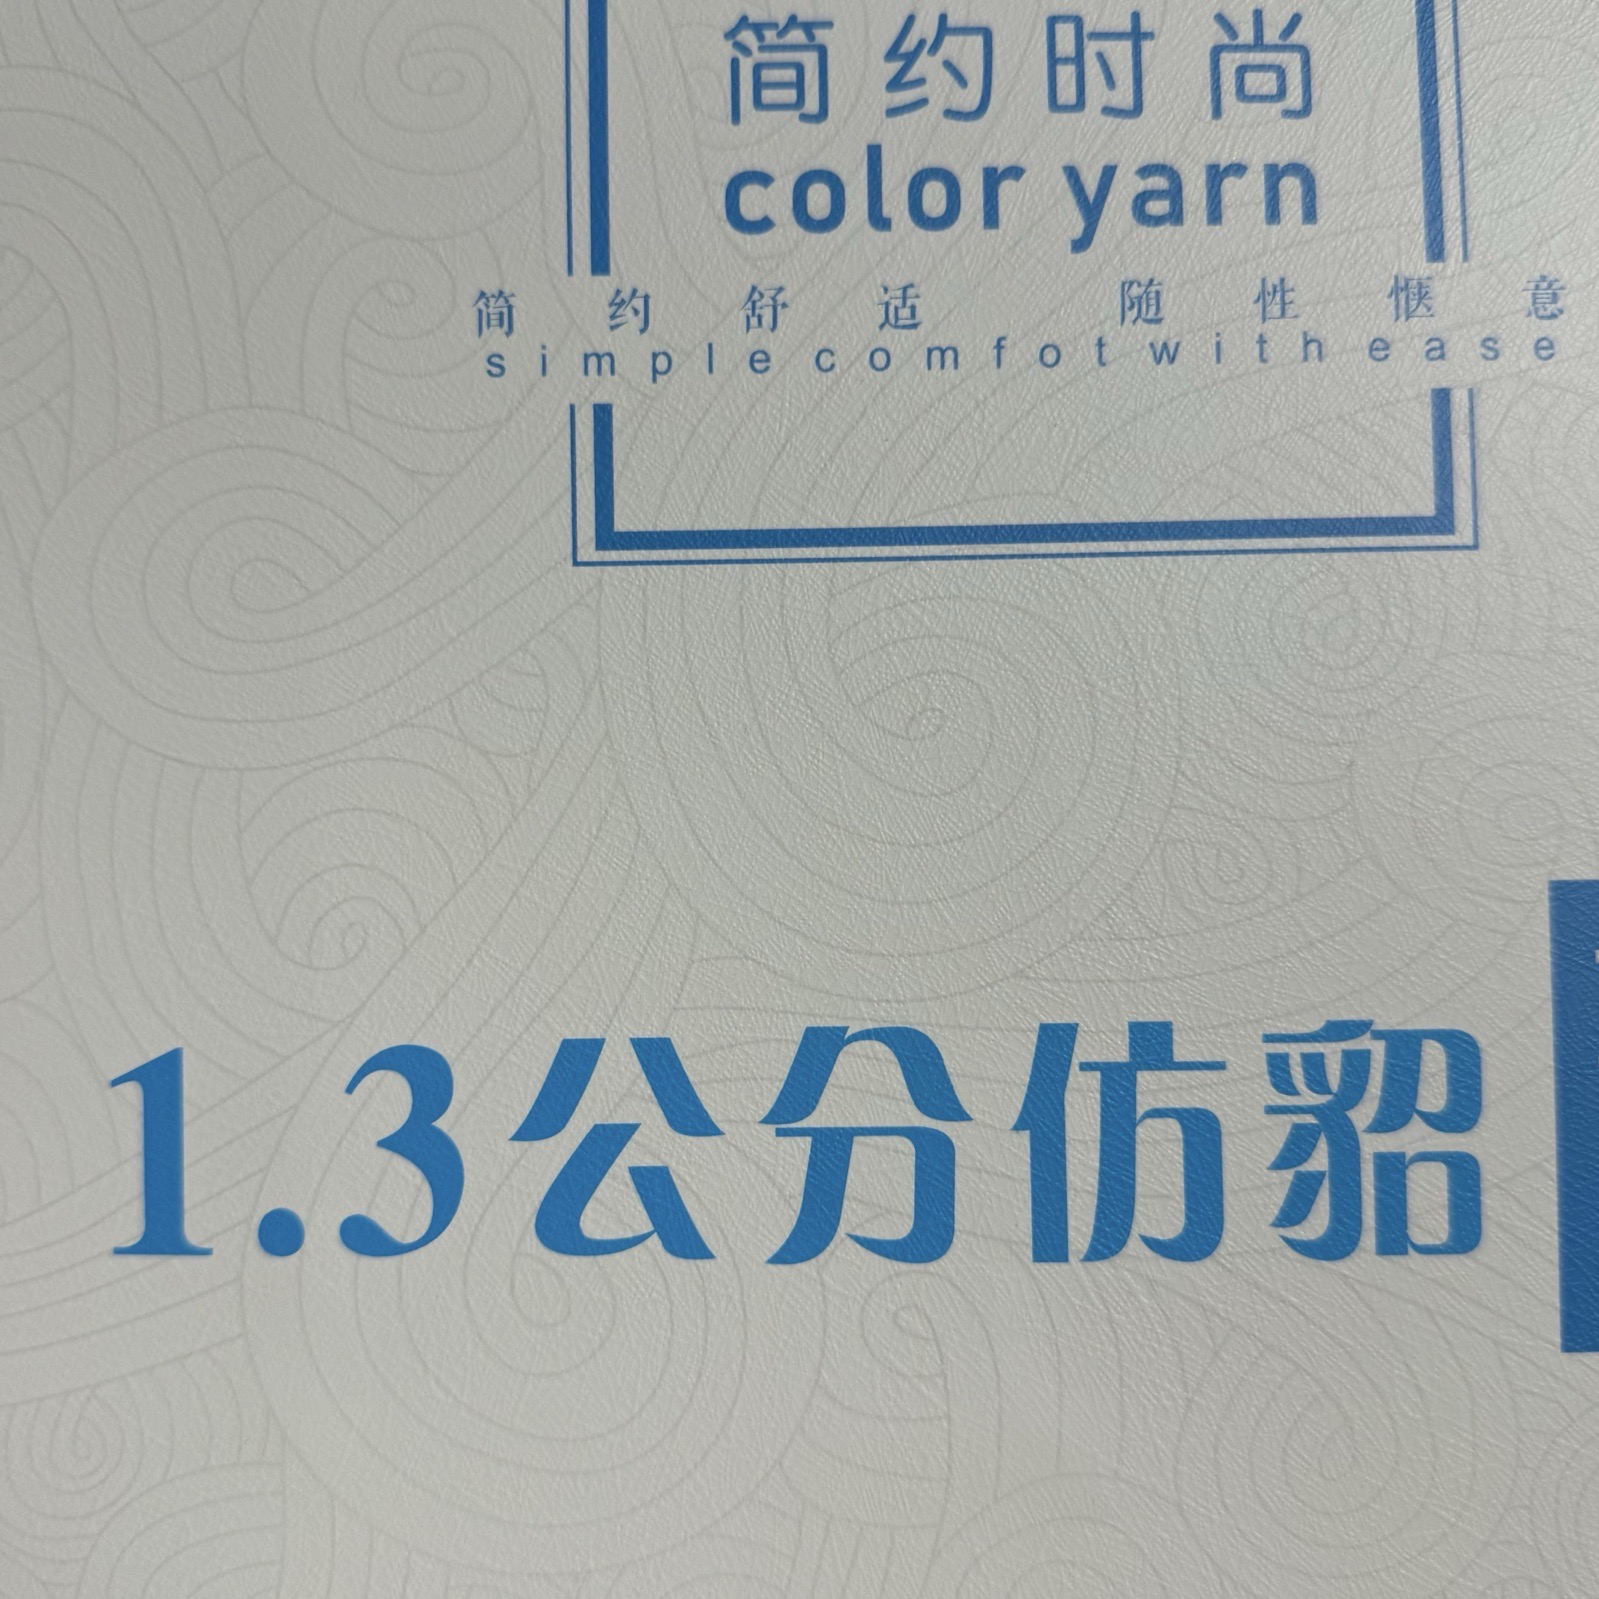 简约时尚
color yarn
简约舒适 随性惬意
simplecomfotwithease
1.3公分仿貂